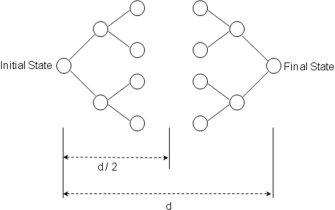 Initial State
Final State
d / 2
d